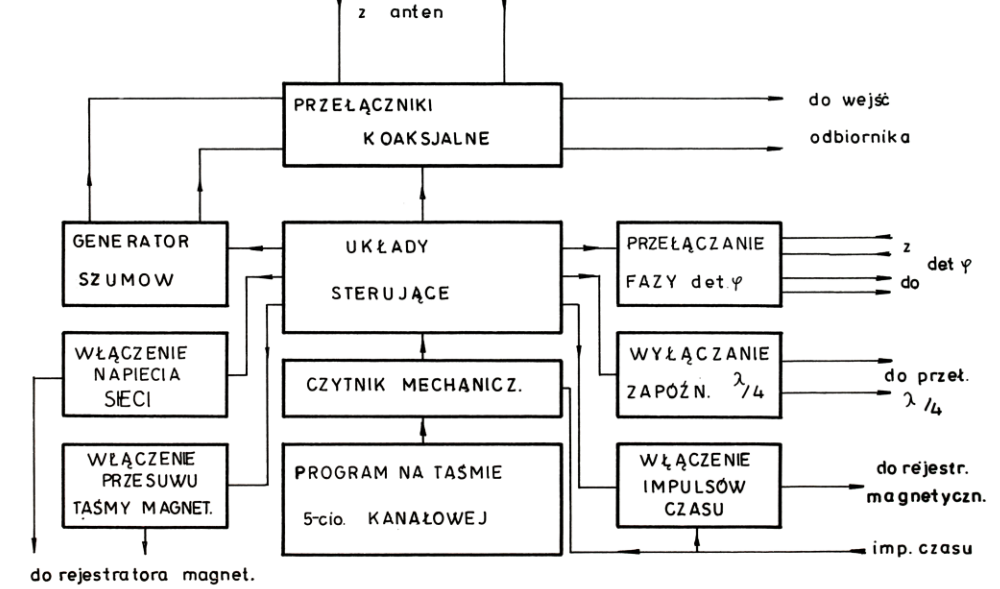 z anten
PRZEŁĄCZNIKI
KOAKSJALNE
do wejść
odbiornika
GENERATOR
SZUMOW
UKŁADY
STERUJĄCE
PRZEŁĄCZANIE
FAZY det.φ
z
det φ
do
WŁĄCZENIE
NAPIECIA
SIECI
CZYTNIK MECHANICZ.
WYŁĄCZANIE
ZAPÓŹN. λ/4
do przeł.
λ/4
WŁĄCZENIE
PRZESUWU
TAŚMY MAGNET.
PROGRAM NA TAŚMIE
5-cio. KANAŁOWEJ
WŁĄCZENIE
IMPULSÓW
CZASU
do rejestr.
magnetyczn.
imp. czasu
do rejestratora magnet.